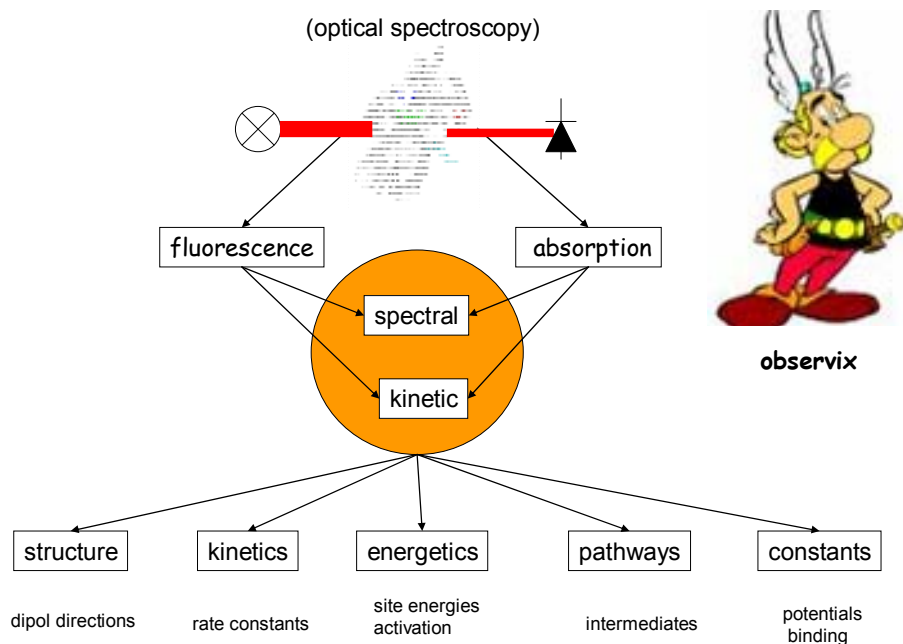 (optical spectroscopy)
fluorescence
absorption
spectral
kinetic
observix
structure
kinetics
energetics
pathways
constants
dipol directions
rate constants
site energies
activation
intermediates
potentials
binding